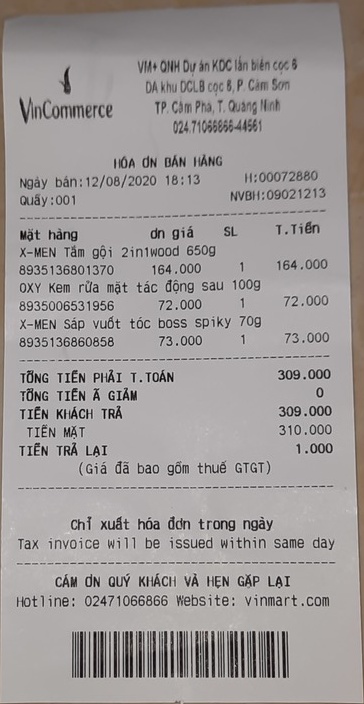 VM+ QNH Dự án KDC lấn biển cọc 6
DA khu DCLB cọc 6, P. Cẩm Sơn
TP. Cẩm Phả, T. Quảng Ninh
024.71066866-44561
VinCommerce
HÓA ĐN BÁN HÀNG
Ngày bán:12/08/2020 18:13 H:00072880
Quầy:001 NVBH:09021213
Mặt hàng đn giá SL T.Tiền
X-MEN Tắm gội 2in1wood 650g
8935136801370 164.000 1 164.000
OXY Kem rửa mặt tác động sau 100g
8935006531956 72.000 1 72.000
X-MEN Sáp vuốt tóc boss spiky 70g
8935136860858 73.000 1 73.000
TỔNG TIỀN PHẢI T.TOÁN 309.000
TỔNG TIỀN Ã GIẢM 0
TIỀN KHÁCH TRẢ 309.000
TIỀN MẶT 310.000
TIỀN TRẢ LẠI 1.000
(Giá đã bao gồm thuế GTGT)
Chỉ xuất hóa đơn trong ngày
Tax invoice will be issued within same day
CÁM ƠN QUÝ KHÁCH VÀ HẸN GẶP LẠI
Hotline: 02471066866 Website: vinmart.com